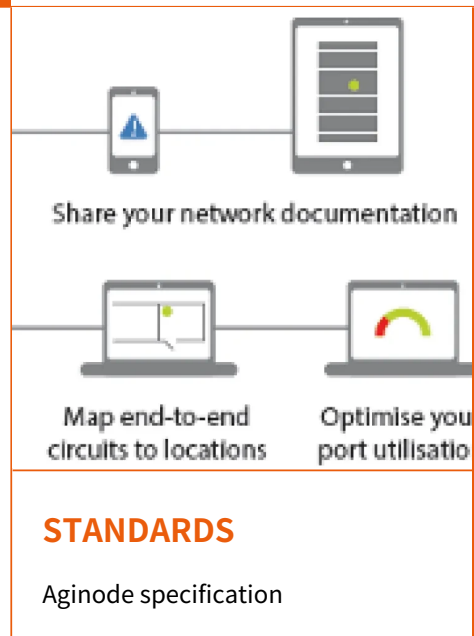 Share your network documentation
Map end-to-end
circuits to locations
Optimise you
port utilisatio
STANDARDS
Aginode specification